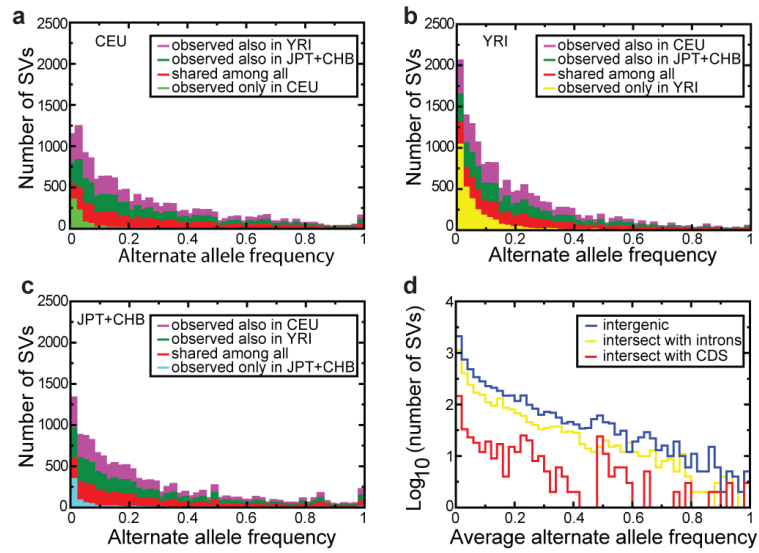 a
CEU
observed also in YRI
observed also in JPT+CHB
shared among all
observed only in CEU
Number of SVs
2500
2000
1500
1000
500
0
0
0.2
0.4
0.6
0.8
1
Alternate allele frequency
b
YRI
observed also in CEU
observed also in JPT+CHB
shared among all
observed only in YRI
Number of SVs
2500
2000
1500
1000
500
0
0
0.2
0.4
0.6
0.8
1
Alternate allele frequency
c
JPT+CHB
observed also in CEU
observed also in YRI
shared among all
observed only in JPT+CHB
Number of SVs
2500
2000
1500
1000
500
0
0
0.2
0.4
0.6
0.8
1
Alternate allele frequency
d
intergenic
intersect with introns
intersect with CDS
Log10 (number of SVs)
4
3
2
1
0
0
0.2
0.4
0.6
0.8
1
Average alternate allele frequency